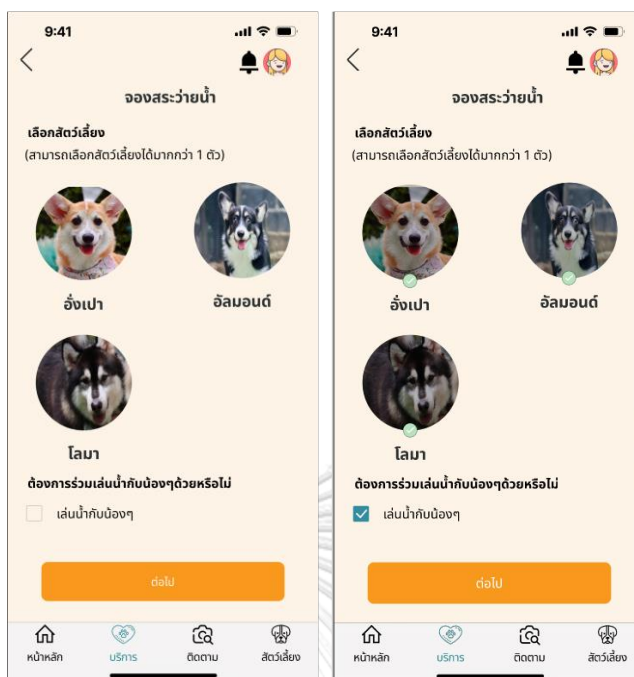 9:41
จองสระว่ายน้ำ
เลือกสัตว์เลี้ยง
(สามารถเลือกสัตว์เลี้ยงได้มากกว่า 1 ตัว)
อั่งเปา
อัลมอนด์
โลมา
ต้องการร่วมเล่นน้ำกับน้องๆด้วยหรือไม่
เล่นน้ำกับน้องๆ
ต่อไป
หน้าหลัก บริการ ติดตาม สัตว์เลี้ยง
9:41
จองสระว่ายน้ำ
เลือกสัตว์เลี้ยง
(สามารถเลือกสัตว์เลี้ยงได้มากกว่า 1 ตัว)
อั่งเปา
อัลมอนด์
โลมา
ต้องการร่วมเล่นน้ำกับน้องๆด้วยหรือไม่
เล่นน้ำกับน้องๆ
ต่อไป
หน้าหลัก บริการ ติดตาม สัตว์เลี้ยง